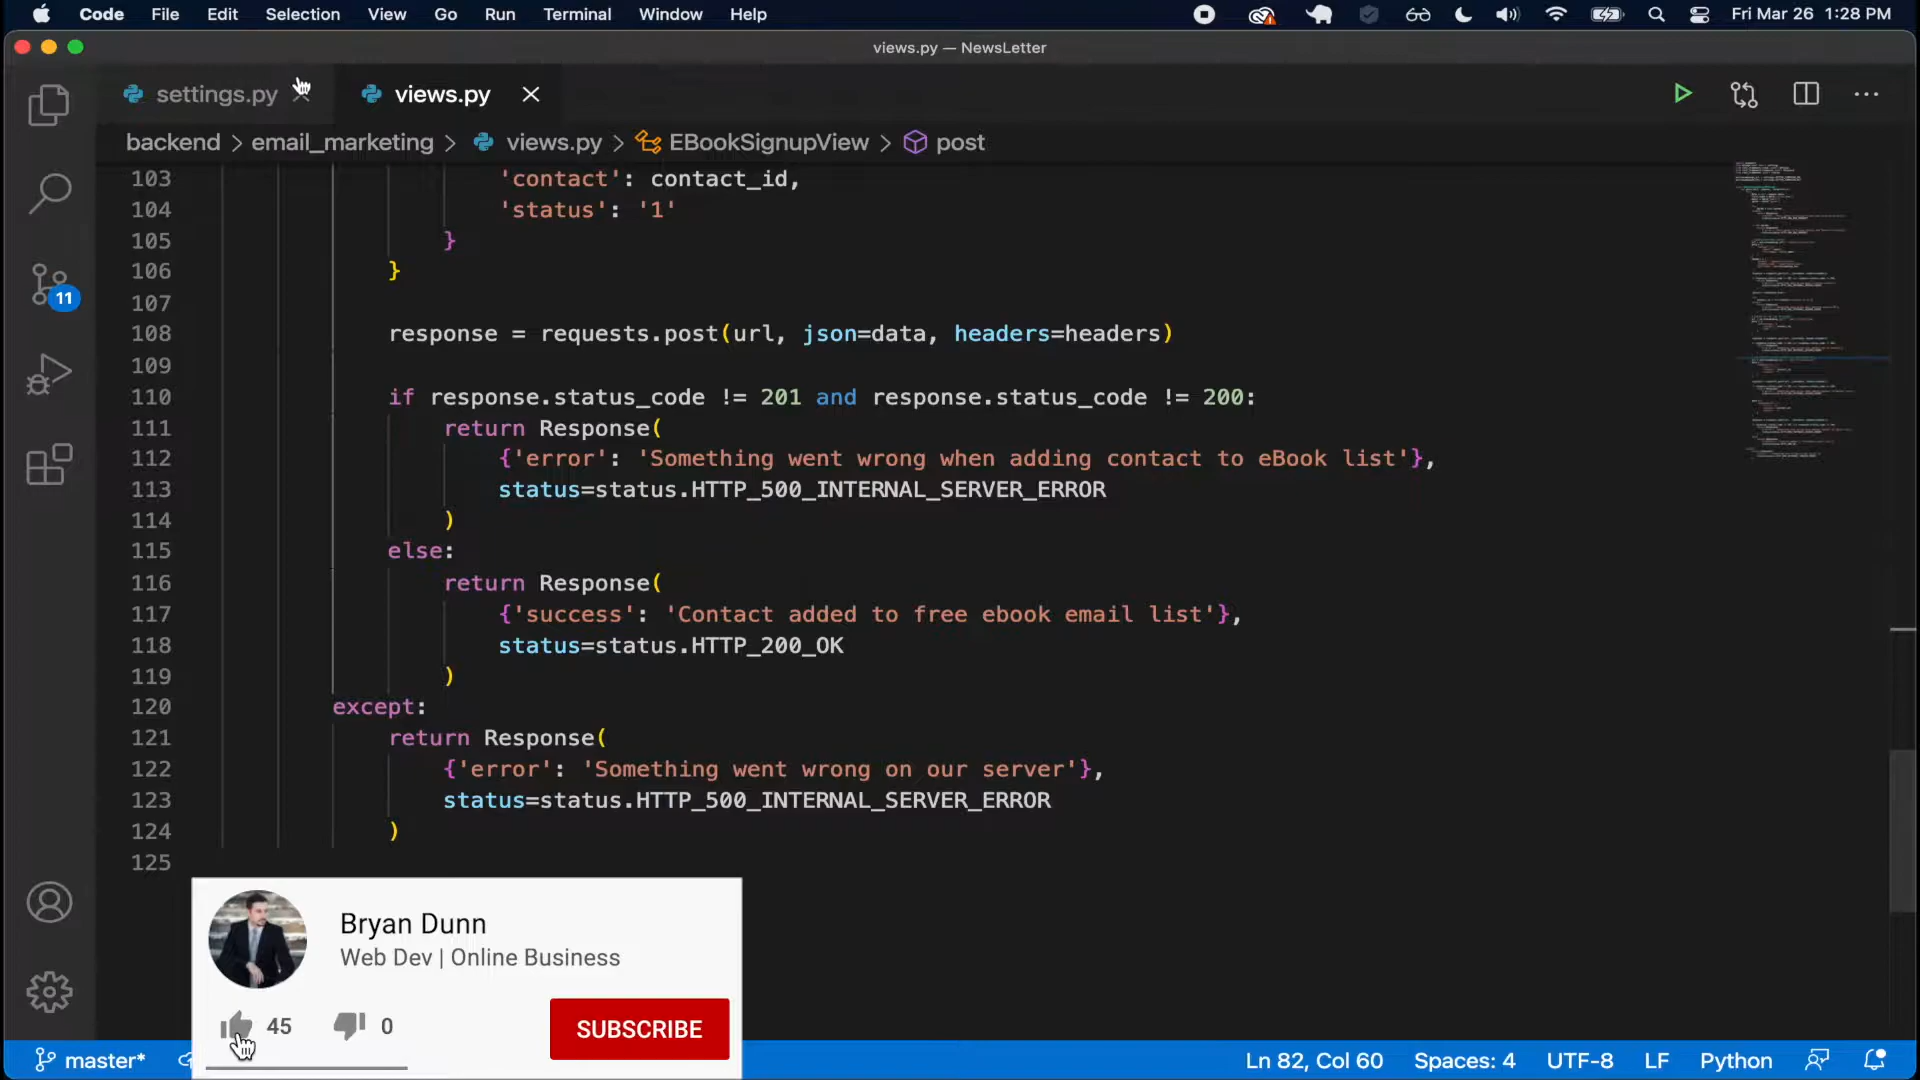 Code File Edit Selection View Go Run Terminal Window Help Fri Mar 26 1:28 PM
views.py — NewsLetter
settings.py views.py
backend > email_marketing > views.py > EBookSignupView > post
103 'contact': contact_id,
104 'status': '1'
105 }
106 }
107
108 response = requests.post(url, json=data, headers=headers)
109
110 if response.status_code != 201 and response.status_code != 200:
111 return Response(
112 {'error': 'Something went wrong when adding contact to eBook list'},
113 status=status.HTTP_500_INTERNAL_SERVER_ERROR
114 )
115 else:
116 return Response(
117 {'success': 'Contact added to free ebook email list'},
118 status=status.HTTP_200_OK
119 )
120 except:
121 return Response(
122 {'error': 'Something went wrong on our server'},
123 status=status.HTTP_500_INTERNAL_SERVER_ERROR
124 )
125
11
Bryan Dunn
Web Dev | Online Business
45 0 SUBSCRIBE
master* Ln 82, Col 60 Spaces: 4 UTF-8 LF Python